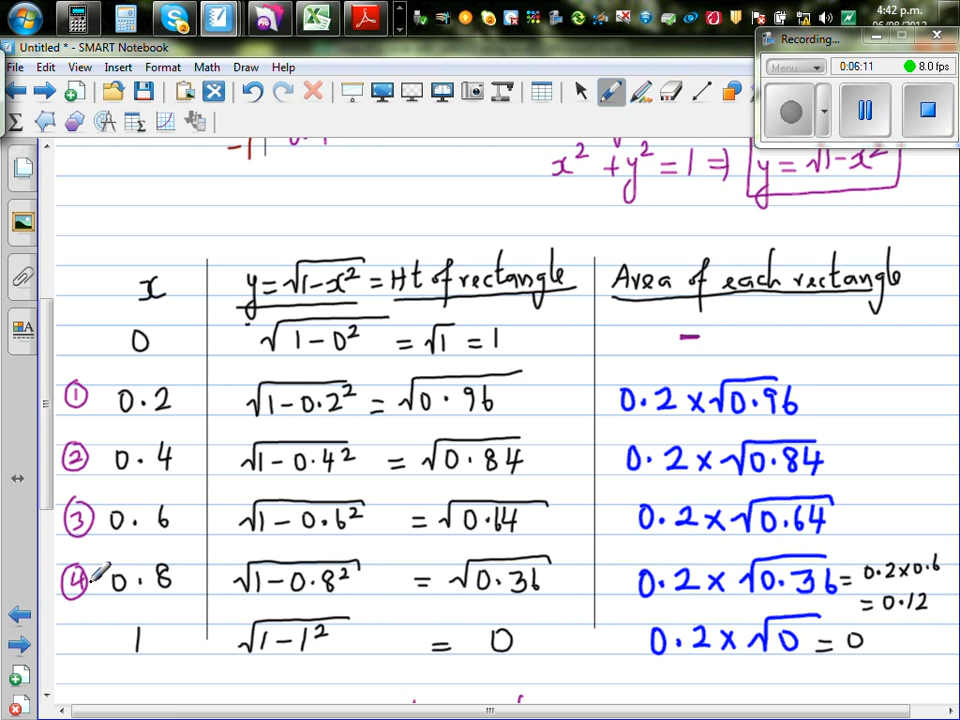 4:42 p.m.
06/08/2012
Untitled * - SMART Notebook
Recording...
File Edit View Insert Format Math Draw Help
Menu 0:06:11 8.0 fps
-1
x² + y² = 1 ⇒ y = √1-x²
x y = √1-x² = Ht of rectangle Area of each rectangle
0 √1-0² = √1 = 1 -
① 0.2 √1-0.2² = √0.96 0.2 × √0.96
② 0.4 √1-0.4² = √0.84 0.2 × √0.84
③ 0.6 √1-0.6² = √0.64 0.2 × √0.64
④ 0.8 √1-0.8² = √0.36 0.2 × √0.36 = 0.2 × 0.6
= 0.12
1 √1-1² = 0 0.2 × √0 = 0